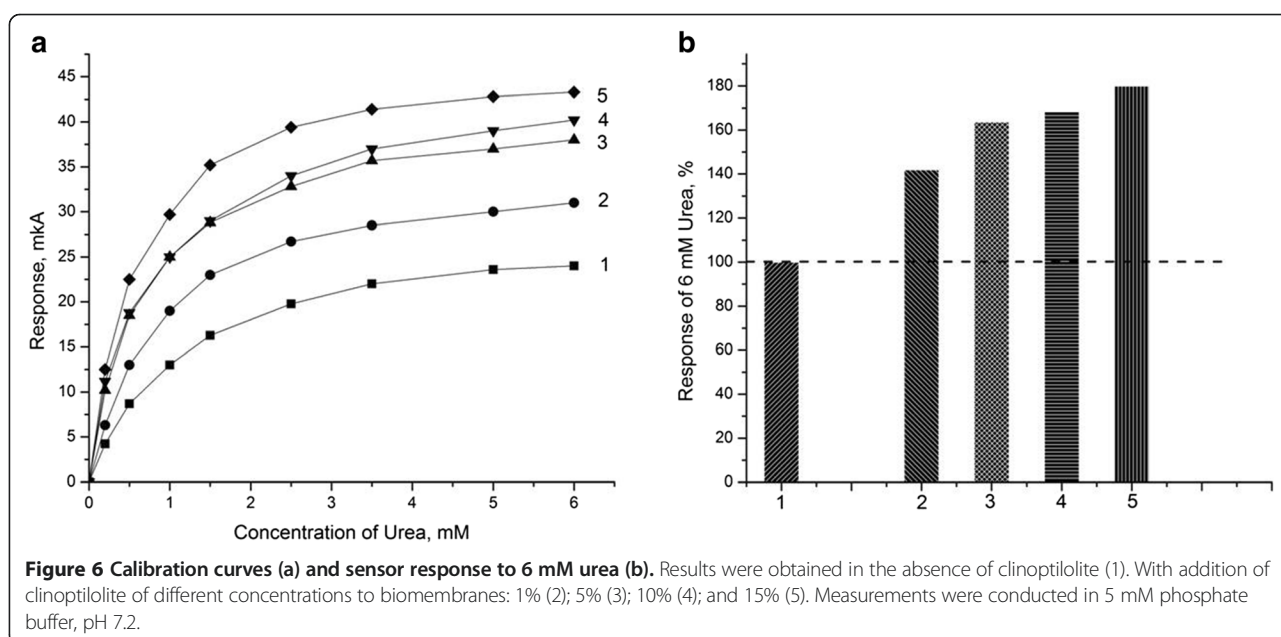 a
45
40
35
30
25
20
15
10
5
0
Response, mkA
0 1 2 3 4 5 6
Concentration of Urea, mM
5
4
3
2
1
b
180
160
140
120
100
80
60
40
20
0
Response of 6 mM Urea, %
1 2 3 4 5
Figure 6 Calibration curves (a) and sensor response to 6 mM urea (b). Results were obtained in the absence of clinoptilolite (1). With addition of
clinoptilolite of different concentrations to biomembranes: 1% (2); 5% (3); 10% (4); and 15% (5). Measurements were conducted in 5 mM phosphate
buffer, pH 7.2.